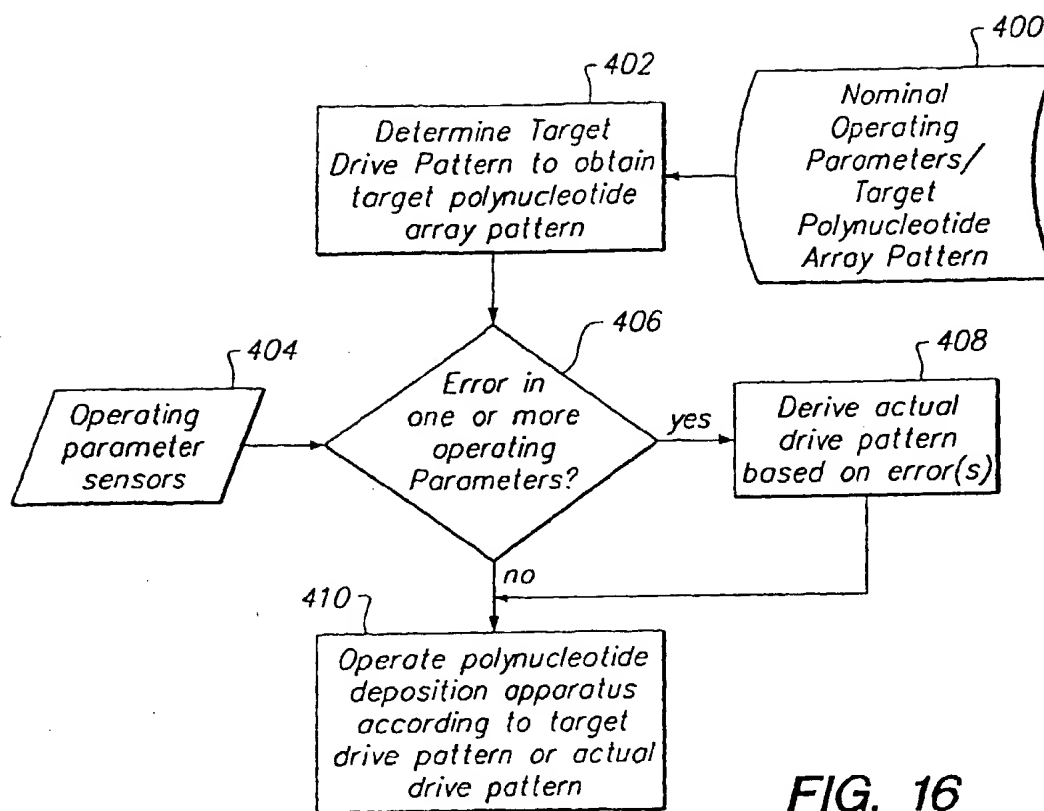 400
Nominal
Operating
Parameters/
Target
Polynucleotide
Array Pattern
402
Determine Target
Drive Pattern to obtain
target polynucleotide
array pattern
404
Operating
parameter
sensors
406
Error in
one or more
operating
Parameters?
yes
408
Derive actual
drive pattern
based on error(s)
no
410
Operate polynucleotide
deposition apparatus
according to target
drive pattern or actual
drive pattern
FIG. 16